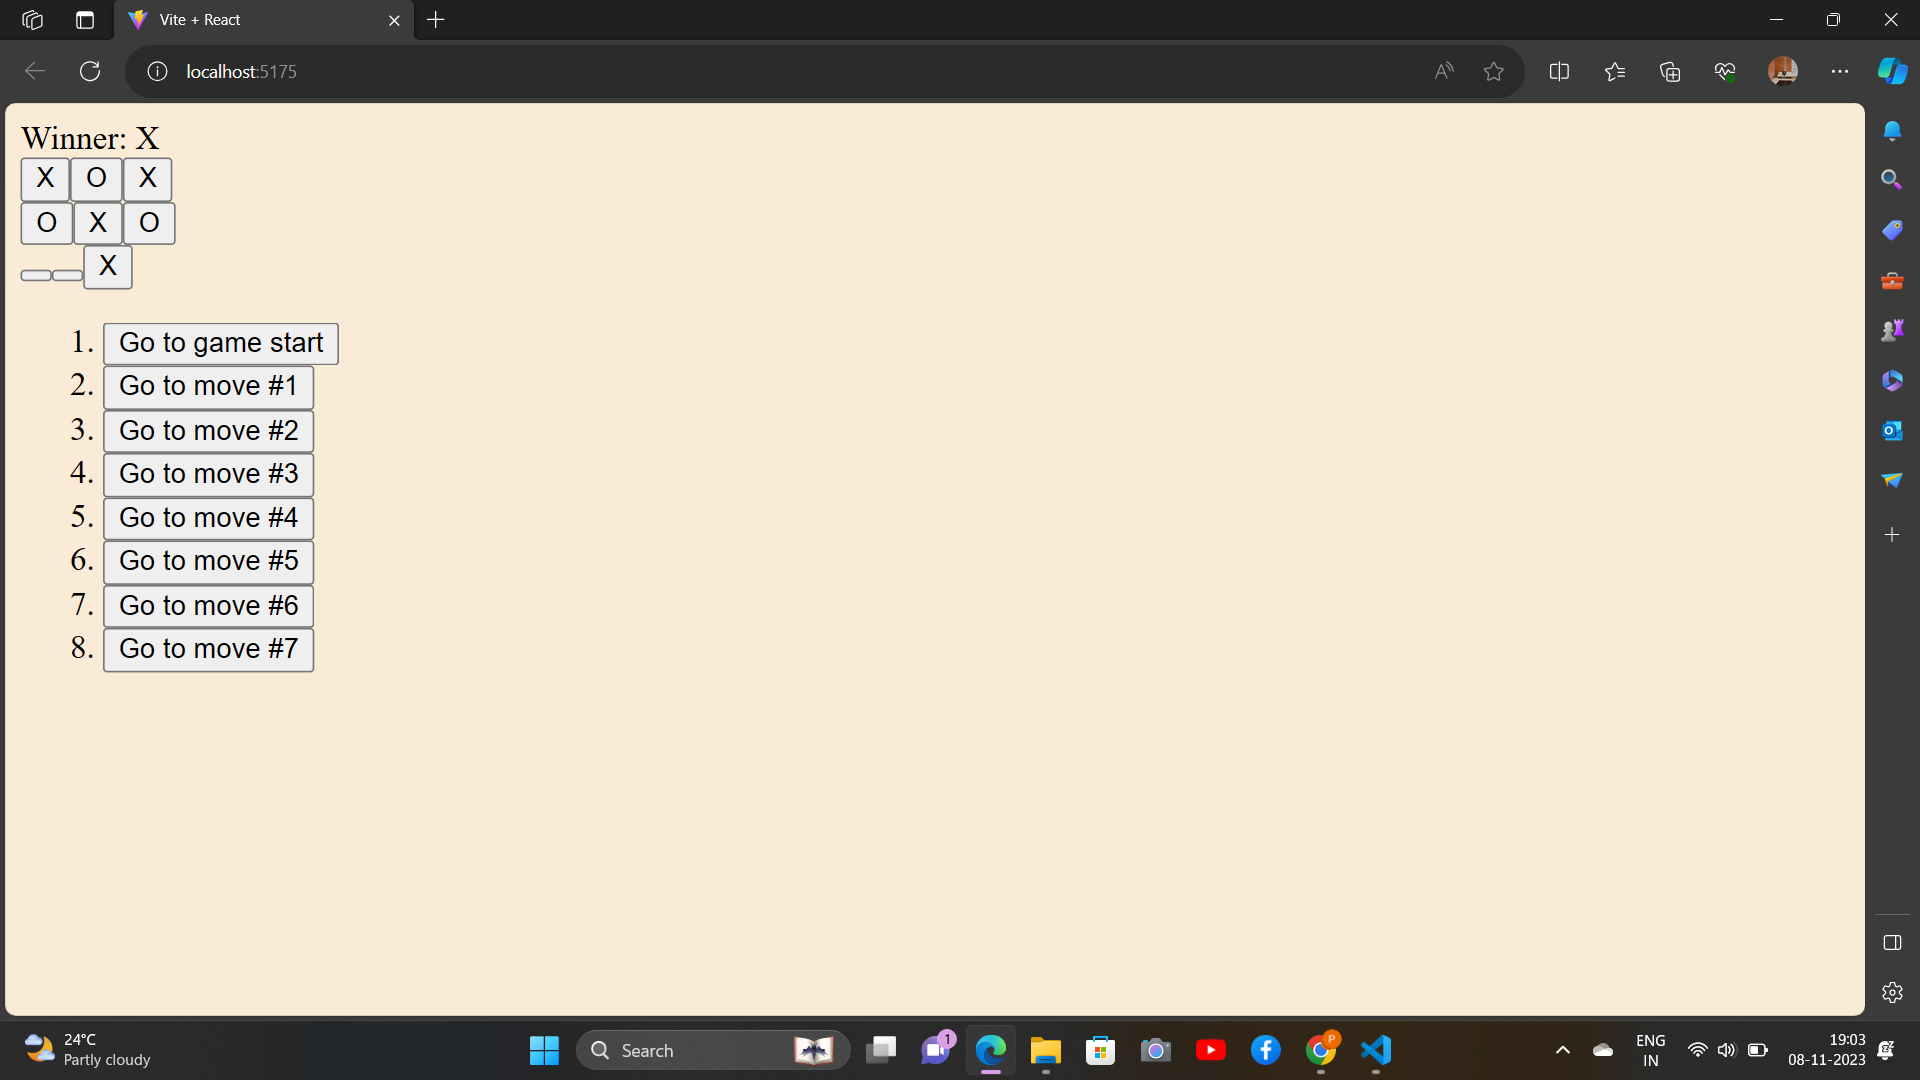 Vite + React
localhost:5175
Winner: X
X O X
O X O
X
1. Go to game start
2. Go to move #1
3. Go to move #2
4. Go to move #3
5. Go to move #4
6. Go to move #5
7. Go to move #6
8. Go to move #7
24°C
Partly cloudy
Search
1
P
ENG
IN
19:03
08-11-2023